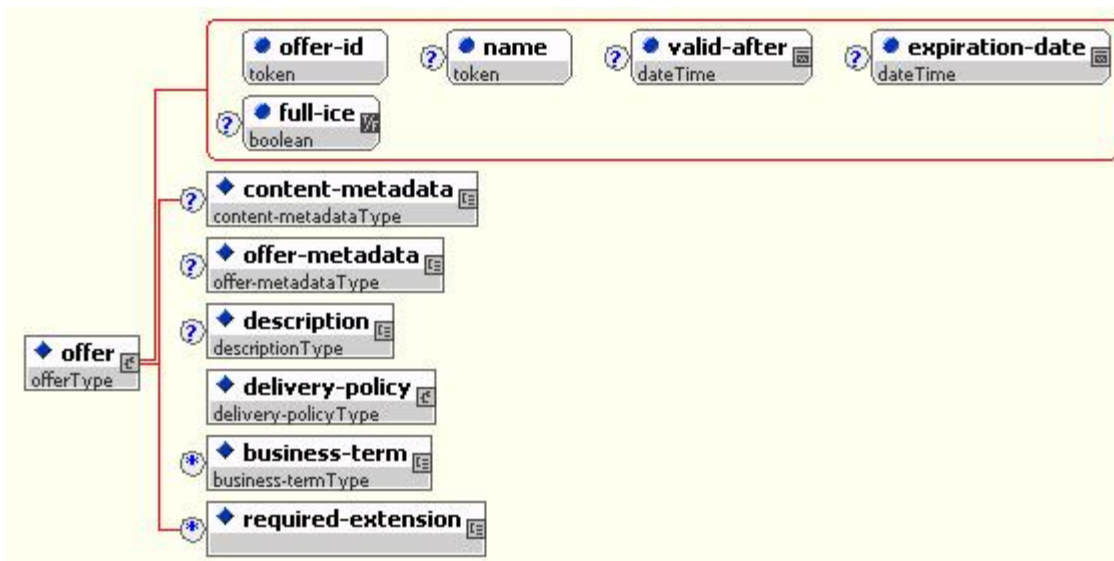 offer-id
token
? name
token
? valid-after
dateTime
? expiration-date
dateTime
? full-ice
T/F
boolean
? content-metadata
content-metadataType
? offer-metadata
offer-metadataType
? description
descriptionType
offer
offerType
delivery-policy
delivery-policyType
* business-term
business-termType
* required-extension